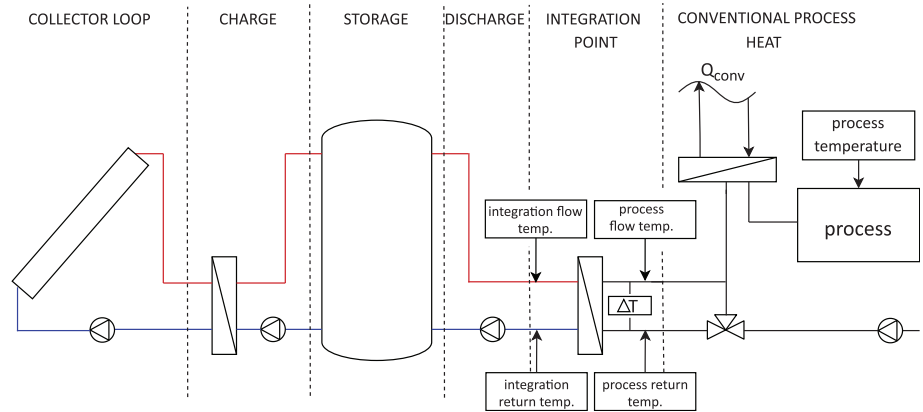 COLLECTOR LOOP
CHARGE
STORAGE
DISCHARGE
INTEGRATION
POINT
CONVENTIONAL PROCESS
HEAT
Qconv
process
temperature
integration flow
temp.
process
flow temp.
process
ΔT
integration
return temp.
process return
temp.